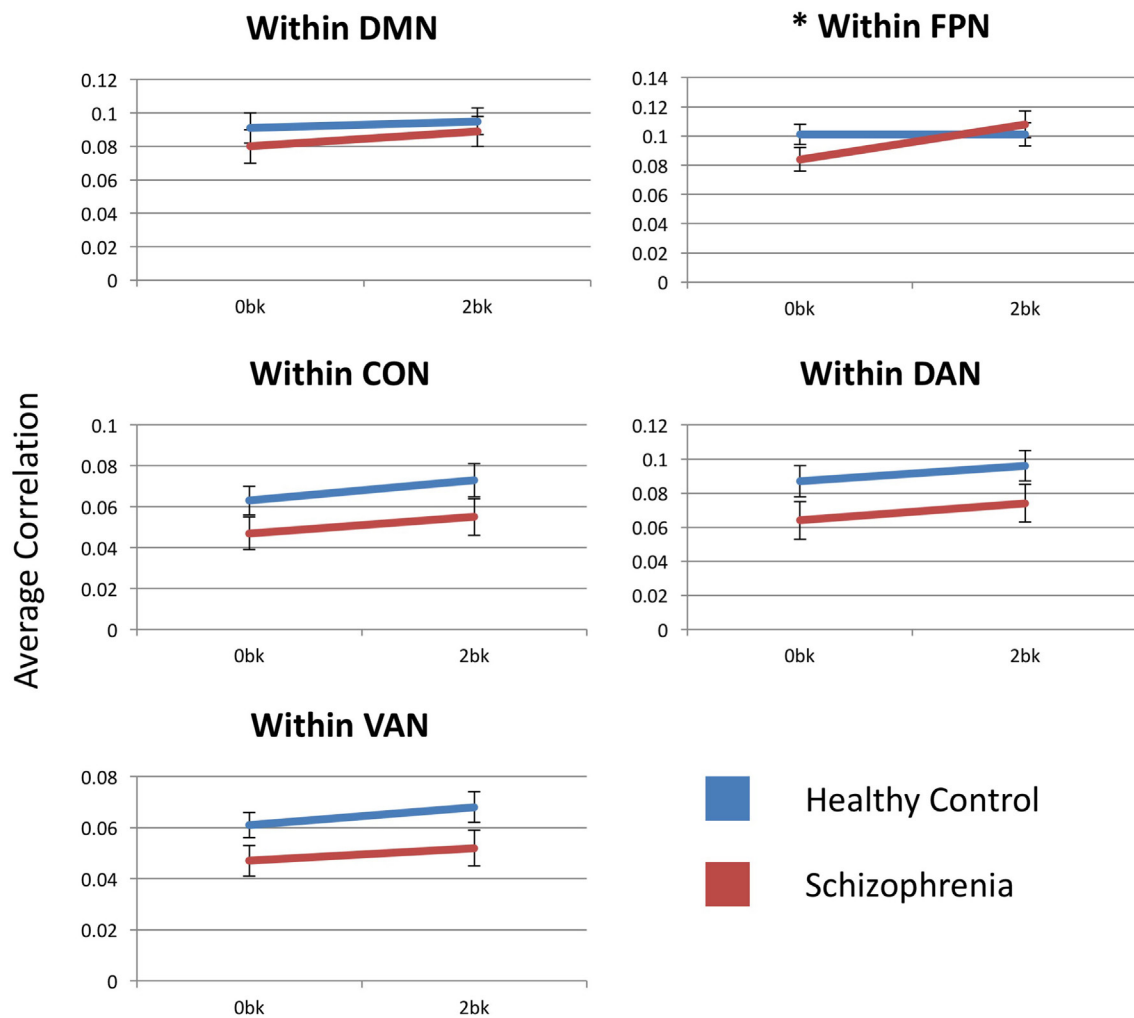 Within DMN
0.12
0.1
0.08
0.06
0.04
0.02
0
0bk 2bk
* Within FPN
0.14
0.12
0.1
0.08
0.06
0.04
0.02
0
0bk 2bk
Average Correlation
Within CON
0.1
0.08
0.06
0.04
0.02
0
0bk 2bk
Within DAN
0.12
0.1
0.08
0.06
0.04
0.02
0
0bk 2bk
Within VAN
0.08
0.06
0.04
0.02
0
0bk 2bk
Healthy Control
Schizophrenia